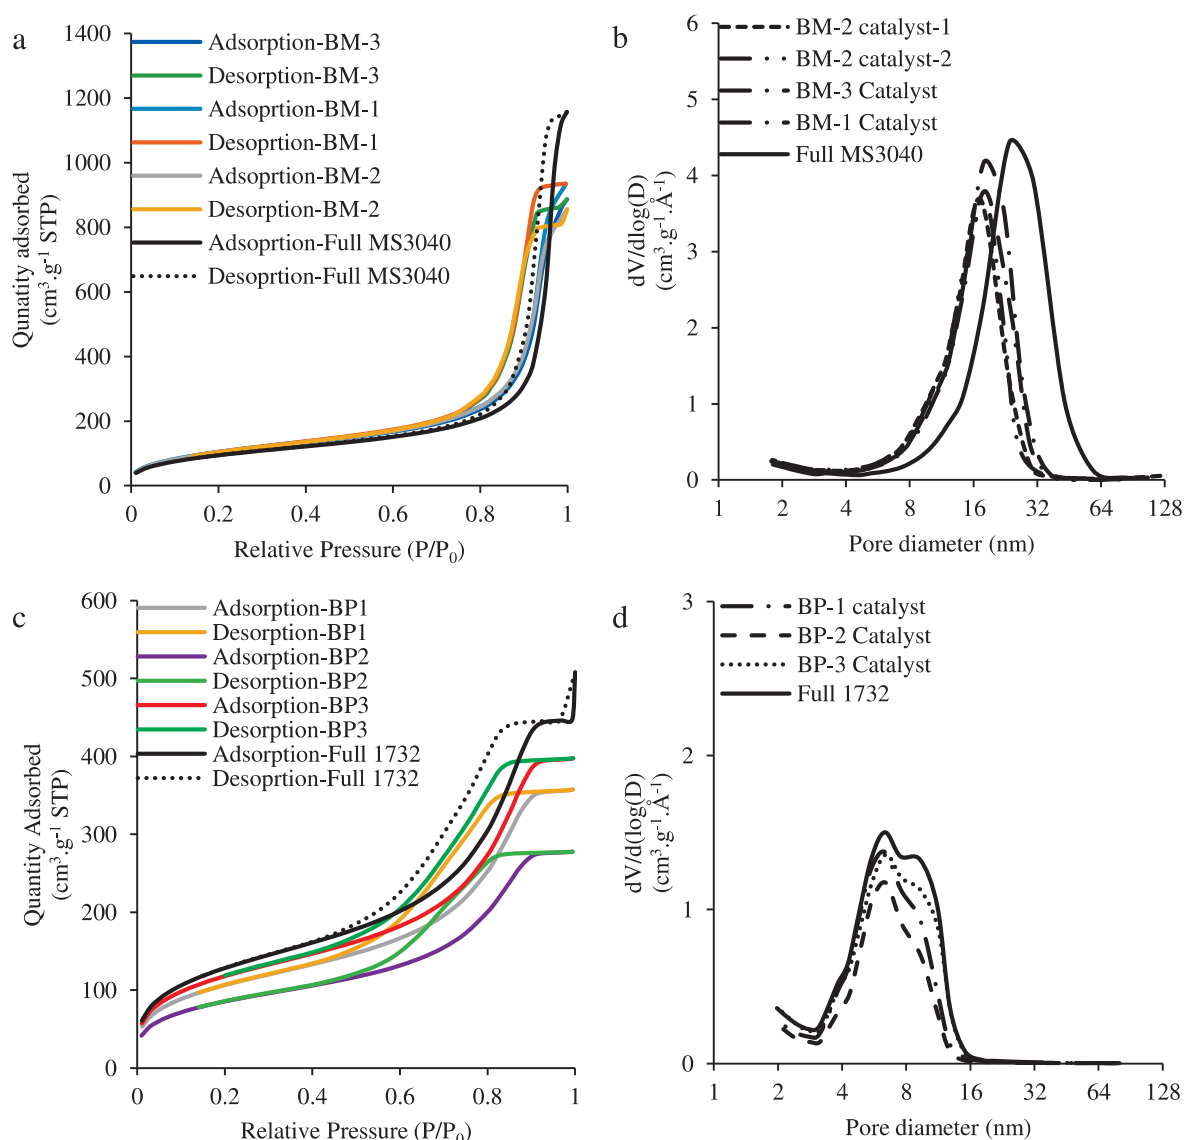 a
Qunatity adsorbed
(cm³.g⁻¹ STP)
1400
1200
1000
800
600
400
200
0
Adsorption-BM-3
Desorption-BM-3
Adsorption-BM-1
Desoprtion-BM-1
Adsorption-BM-2
Desorption-BM-2
Adsoprtion-Full MS3040
Desoprtion-Full MS3040
0 0.2 0.4 0.6 0.8 1
Relative Pressure (P/P₀)
b
dV/dlog(D)
(cm³.g⁻¹.Å⁻¹)
6
5
4
3
2
1
0
BM-2 catalyst-1
BM-2 catalyst-2
BM-3 Catalyst
BM-1 Catalyst
Full MS3040
1 2 4 8 16 32 64 128
Pore diameter (nm)
c
Quantity Adsorbed
(cm³.g⁻¹ STP)
600
500
400
300
200
100
0
Adsorption-BP1
Desorption-BP1
Adsorption-BP2
Desorption-BP2
Adsorption-BP3
Desorption-BP3
Adsorption-Full 1732
Desoprtion-Full 1732
0 0.2 0.4 0.6 0.8 1
Relative Pressure (P/P₀)
d
dV/d(log(D)
(cm³.g⁻¹.Å⁻¹)
3
2
1
0
BP-1 catalyst
BP-2 Catalyst
BP-3 Catalyst
Full 1732
1 2 4 8 16 32 64 128
Pore diameter (nm)